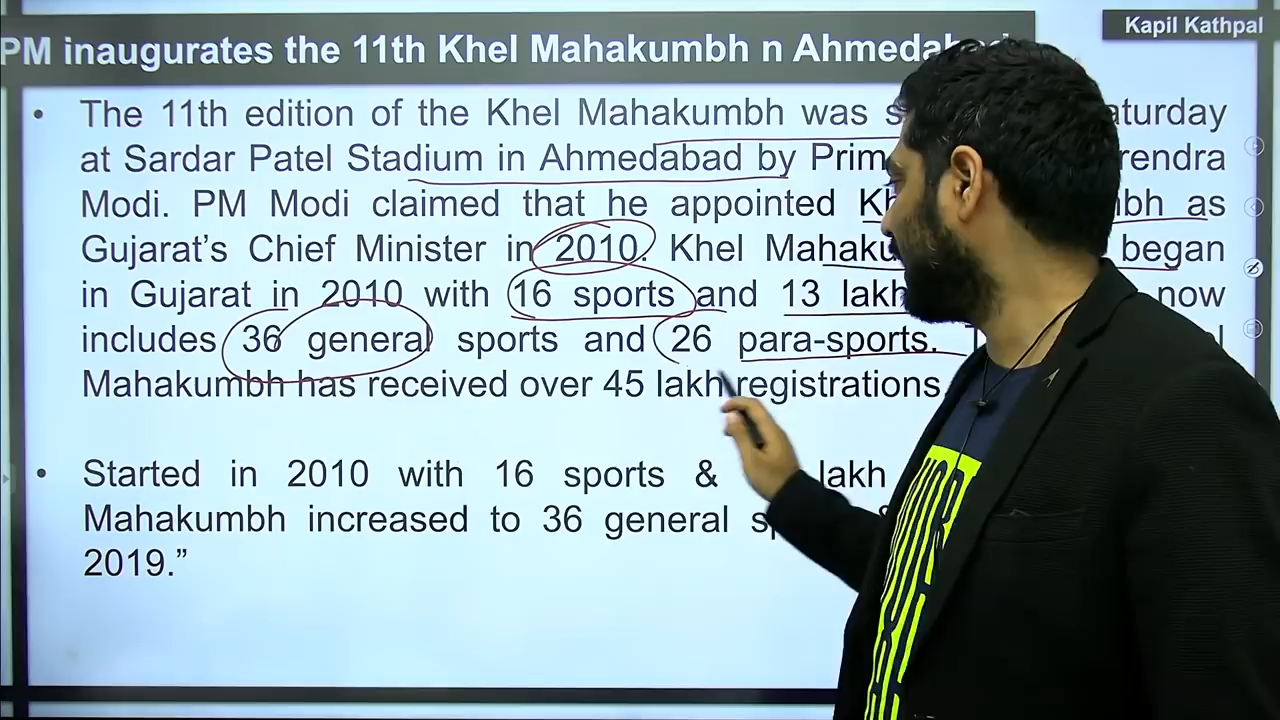 Kapil Kathpal
PM inaugurates the 11th Khel Mahakumbh n Ahmedabad
• The 11th edition of the Khel Mahakumbh was aturday
at Sardar Patel Stadium in Ahmedabad by Prim rendra
Modi. PM Modi claimed that he appointed Kh mbh as
Gujarat's Chief Minister in 2010. Khel Mahaku began
in Gujarat in 2010 with 16 sports and 13 lakh now
includes 36 general sports and 26 para-sports.
Mahakumbh has received over 45 lakh registrations
• Started in 2010 with 16 sports & lakh
Mahakumbh increased to 36 general sp
2019.”